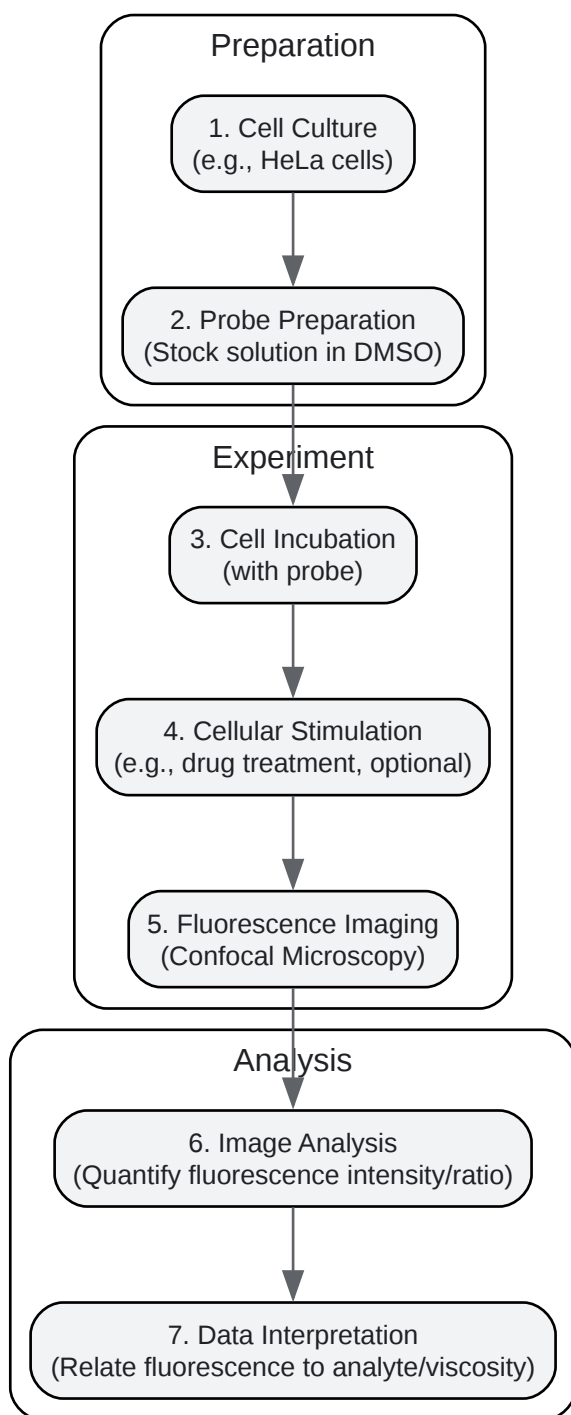 Preparation
1. Cell Culture
(e.g., HeLa cells)
2. Probe Preparation
(Stock solution in DMSO)
Experiment
3. Cell Incubation
(with probe)
4. Cellular Stimulation
(e.g., drug treatment, optional)
5. Fluorescence Imaging
(Confocal Microscopy)
Analysis
6. Image Analysis
(Quantify fluorescence intensity/ratio)
7. Data Interpretation
(Relate fluorescence to analyte/viscosity)